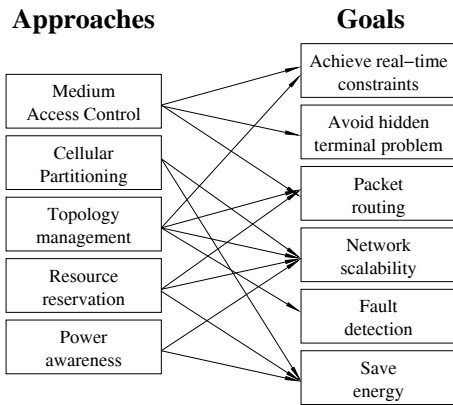 Approaches
Goals
Medium
Access Control
Cellular
Partitioning
Topology
management
Resource
reservation
Power
awareness
Achieve real−time
constraints
Avoid hidden
terminal problem
Packet
routing
Network
scalability
Fault
detection
Save
energy